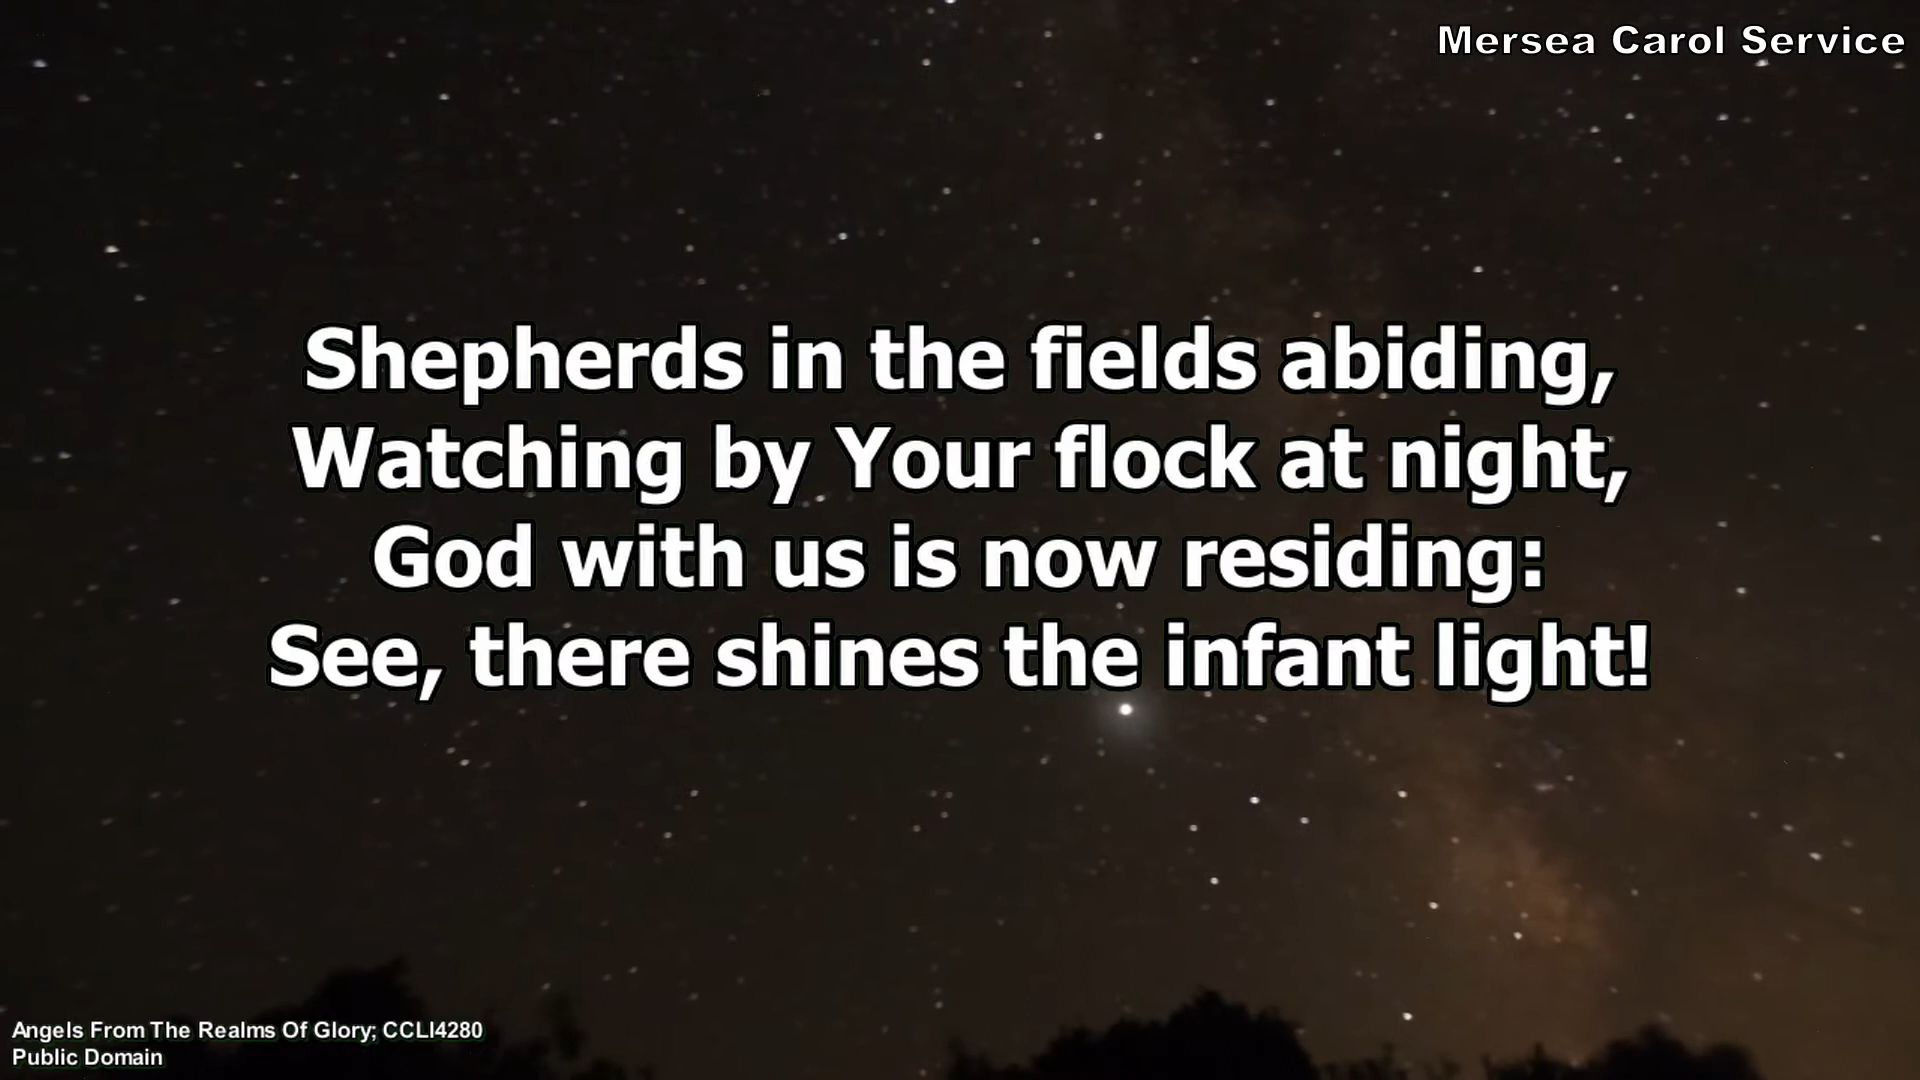 Mersea Carol Service
Shepherds in the fields abiding,
Watching by Your flock at night,
God with us is now residing:
See, there shines the infant light!
Angels From The Realms Of Glory; CCLI4280
Public Domain